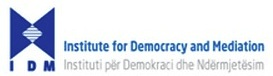 Institute for Democracy and Mediation
Instituti për Demokraci dhe Ndërmjetësim
IDM